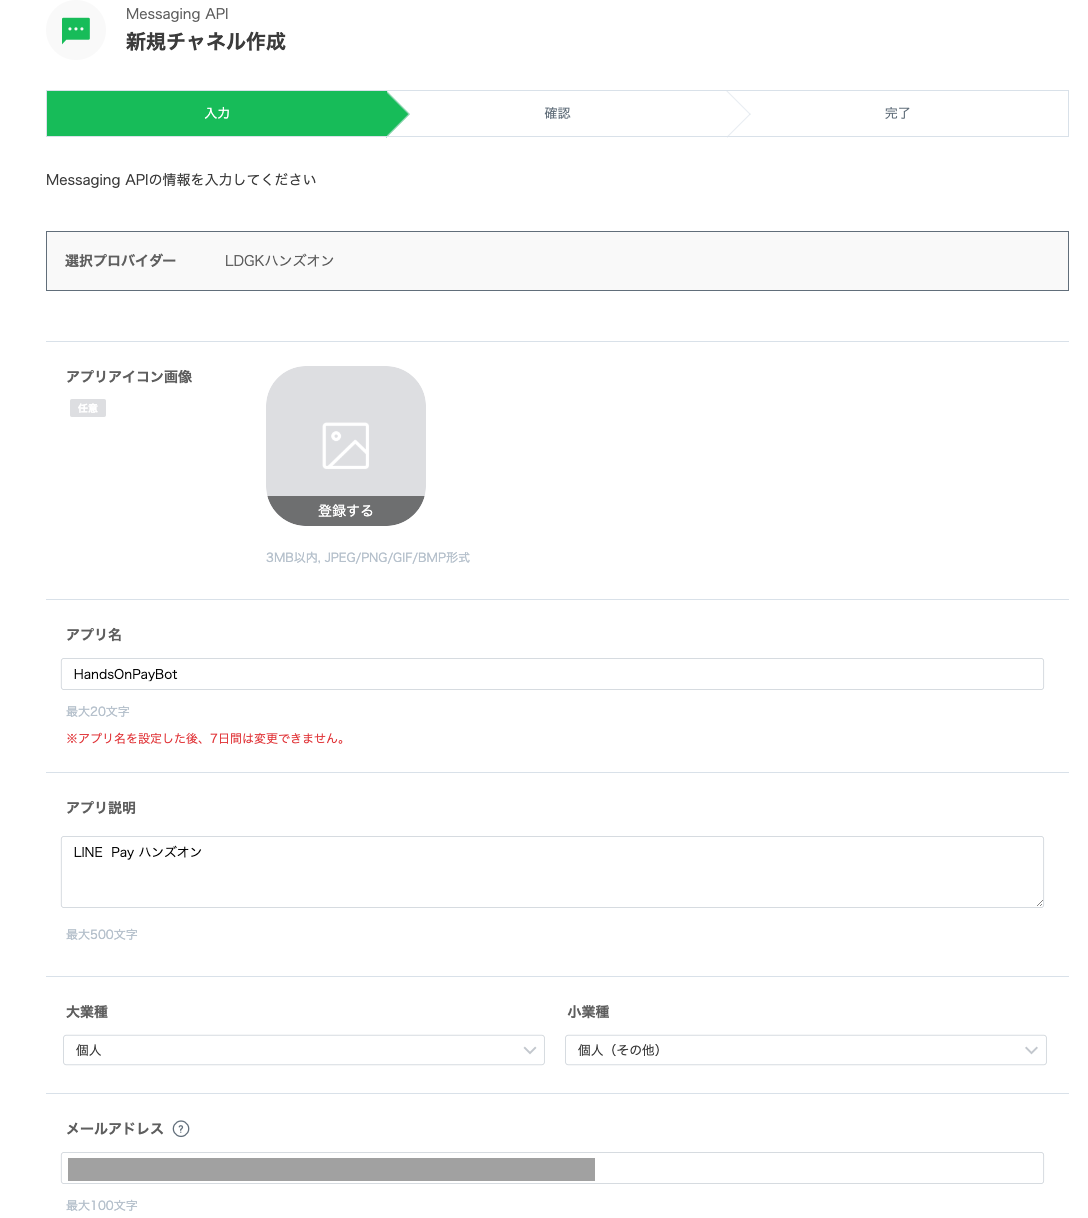 Messaging API
新規チャネル作成
入力
確認
完了
Messaging APIの情報を入力してください
選択プロバイダー LDGKハンズオン
アプリアイコン画像
任意
登録する
3MB以内, JPEG/PNG/GIF/BMP形式
アプリ名
HandsOnPayBot
最大20文字
※アプリ名を設定した後、7日間は変更できません。
アプリ説明
LINE  Pay ハンズオン
最大500文字
大業種
小業種
個人
個人（その他）
メールアドレス ?
最大100文字